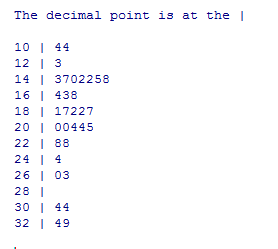 The decimal point is at the |
10 | 44
12 | 3
14 | 3702258
16 | 438
18 | 17227
20 | 00445
22 | 88
24 | 4
26 | 03
28 |
30 | 44
32 | 49